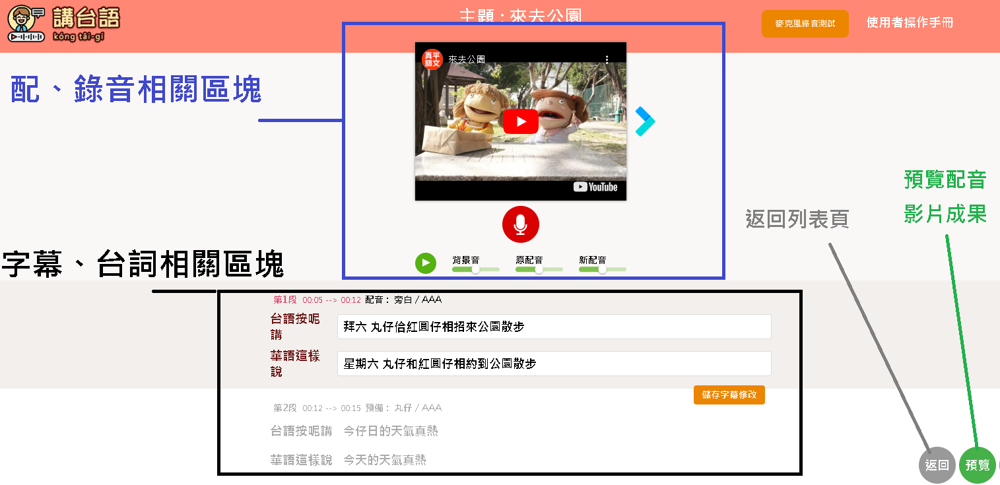 講台語
kóng tâi-gí
主題 : 來去公園
麥克風錄音測試
使用者操作手冊
配、錄音相關區塊
真平
語文
來去公園
YouTube
預覽配音
影片成果
返回列表頁
背景音
原配音
新配音
字幕、台詞相關區塊
第1段 00:05 --> 00:12 配音： 旁白 / AAA
台語按呢
講
拜六 丸仔佮紅圓仔相招來公園散步
華語這樣
說
星期六 丸仔和紅圓仔相約到公園散步
儲存字幕修改
第2段 00:12 --> 00:15 預備： 丸仔 / AAA
台語按呢講 今仔日的天氣真熱
華語這樣說 今天的天氣真熱
返回
預覽